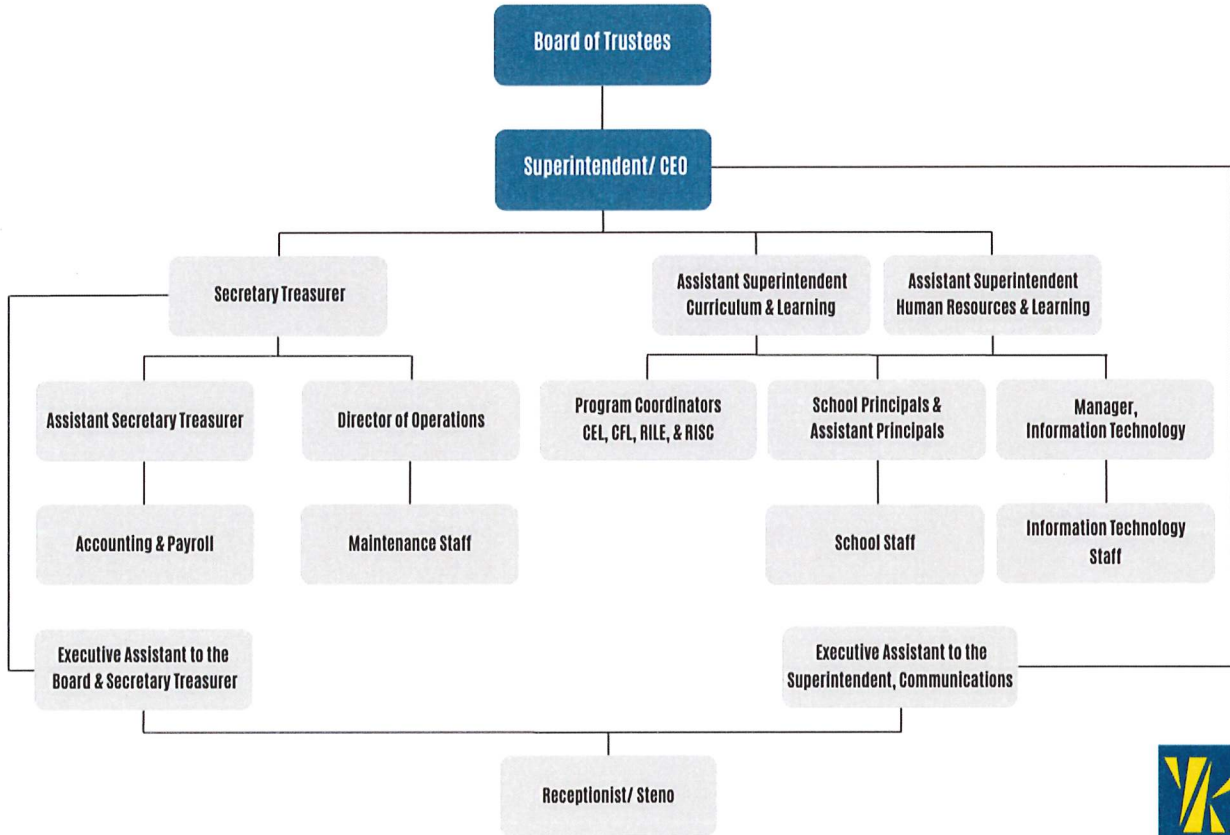 Board of Trustees
Superintendent/ CEO
Secretary Treasurer
Assistant Superintendent
Curriculum & Learning
Assistant Superintendent
Human Resources & Learning
Assistant Secretary Treasurer
Director of Operations
Program Coordinators
CEL, CFL, RILE, & RISC
School Principals &
Assistant Principals
Manager,
Information Technology
Accounting & Payroll
Maintenance Staff
School Staff
Information Technology
Staff
Executive Assistant to the
Board & Secretary Treasurer
Executive Assistant to the
Superintendent, Communications
Receptionist/ Steno